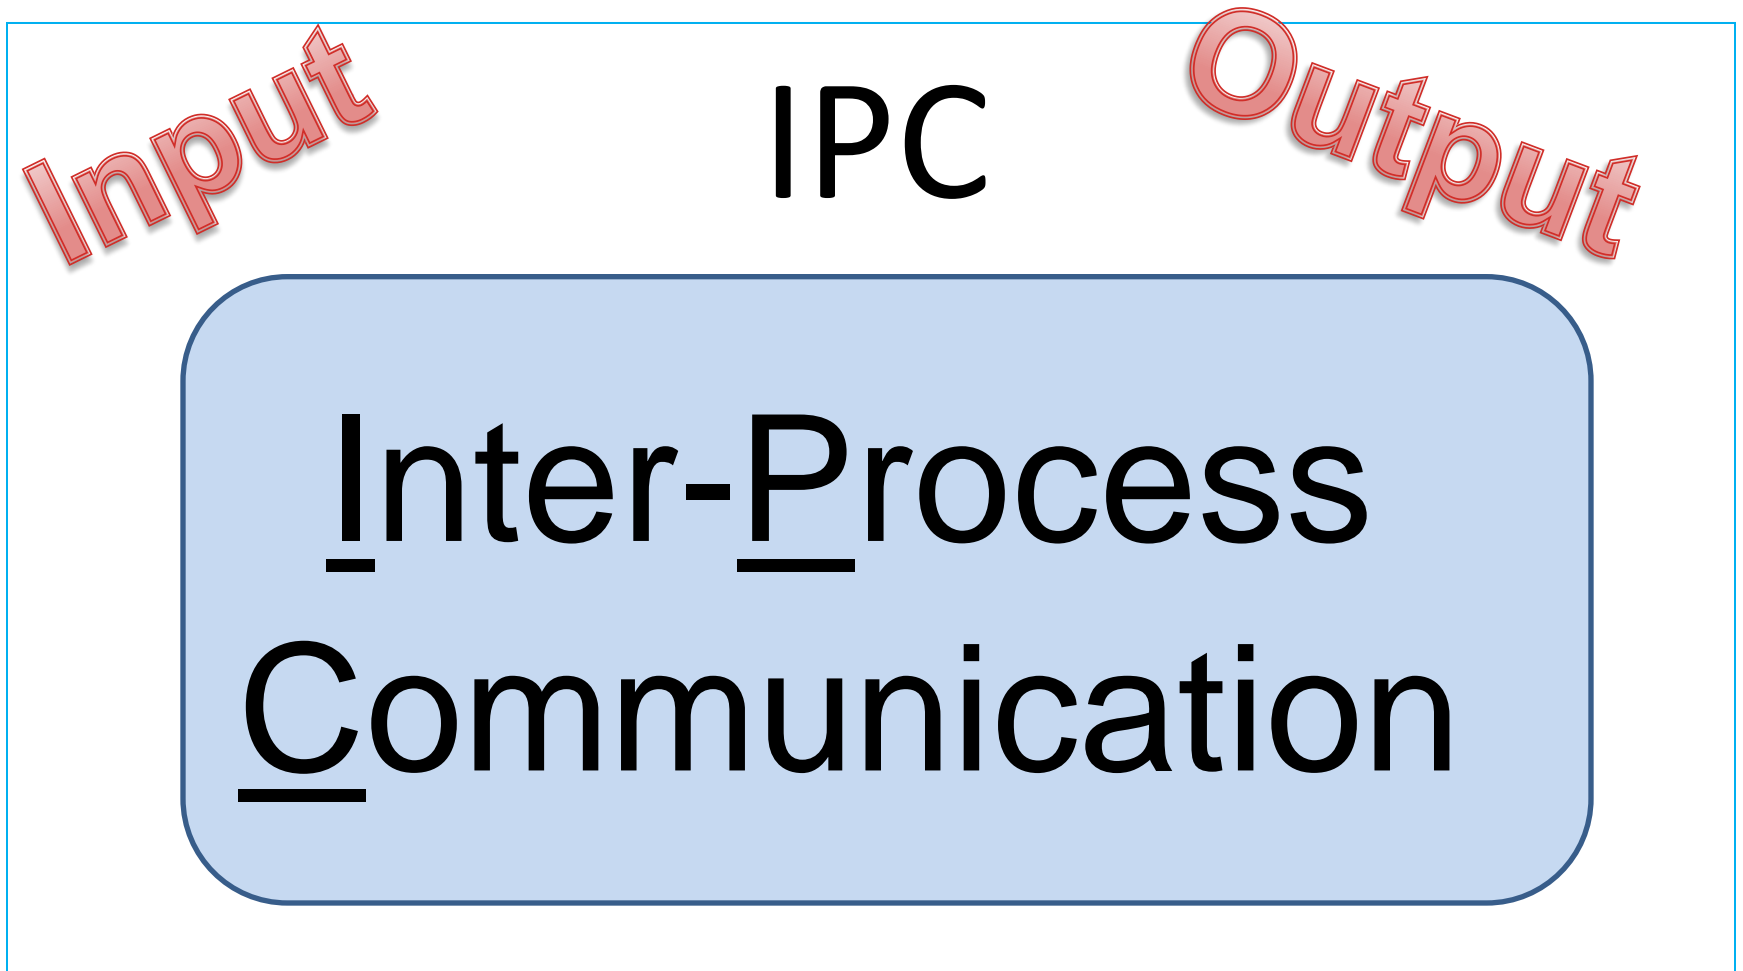 Input
IPC
Output
Inter-Process
Communication